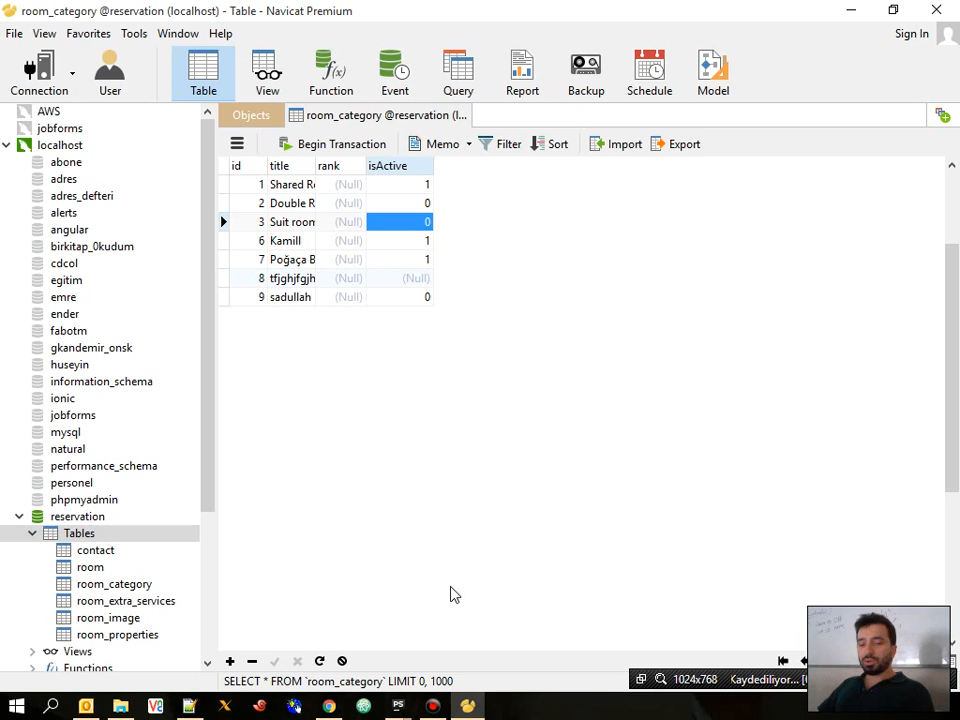 room_category @reservation (localhost) - Table - Navicat Premium
File View Favorites Tools Window Help Sign In
Connection User Table View Function Event Query Report Backup Schedule Model
Objects room_category @reservation (l...
Begin Transaction Memo Filter Sort Import Export
id title rank isActive
1 Shared Ro (Null) 1
2 Double R (Null) 0
3 Suit room (Null) 0
6 Kamill (Null) 1
7 Poğaça B (Null) 1
8 tfjghjfgjh (Null) (Null)
9 sadullah (Null) 0
AWS
jobforms
localhost
abone
adres
adres_defteri
alerts
angular
birkitap_0kudum
cdcol
egitim
emre
ender
fabotm
gkandemir_onsk
huseyin
information_schema
ionic
jobforms
mysql
natural
performance_schema
personel
phpmyadmin
reservation
Tables
contact
room
room_category
room_extra_services
room_image
room_properties
Views
Functions
SELECT * FROM `room_category` LIMIT 0, 1000
1024x768 Kaydediliyor...